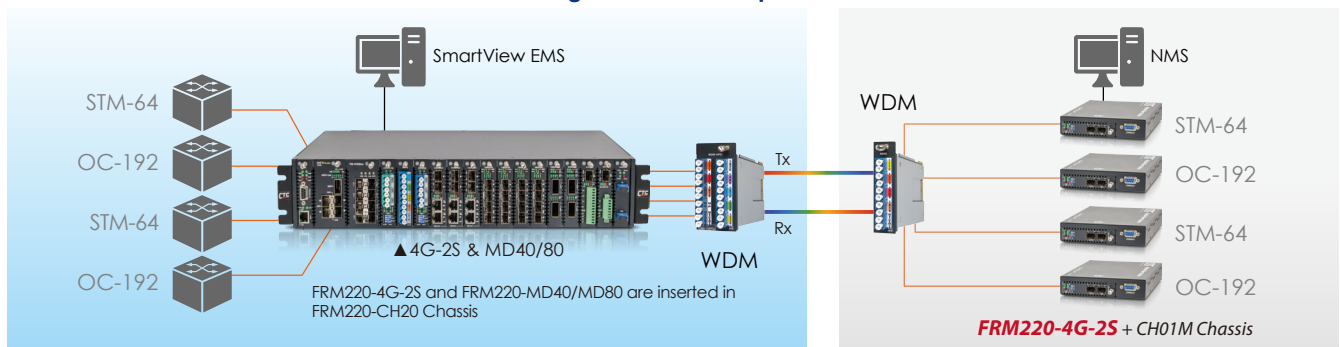 SmartView EMS
STM-64
OC-192
STM-64
OC-192
CTC
CTC
▲4G-2S & MD40/80
FRM220-4G-2S and FRM220-MD40/MD80 are inserted in
FRM220-CH20 Chassis
WDM
Tx
Rx
WDM
NMS
STM-64
OC-192
STM-64
OC-192
FRM220-4G-2S + CH01M Chassis